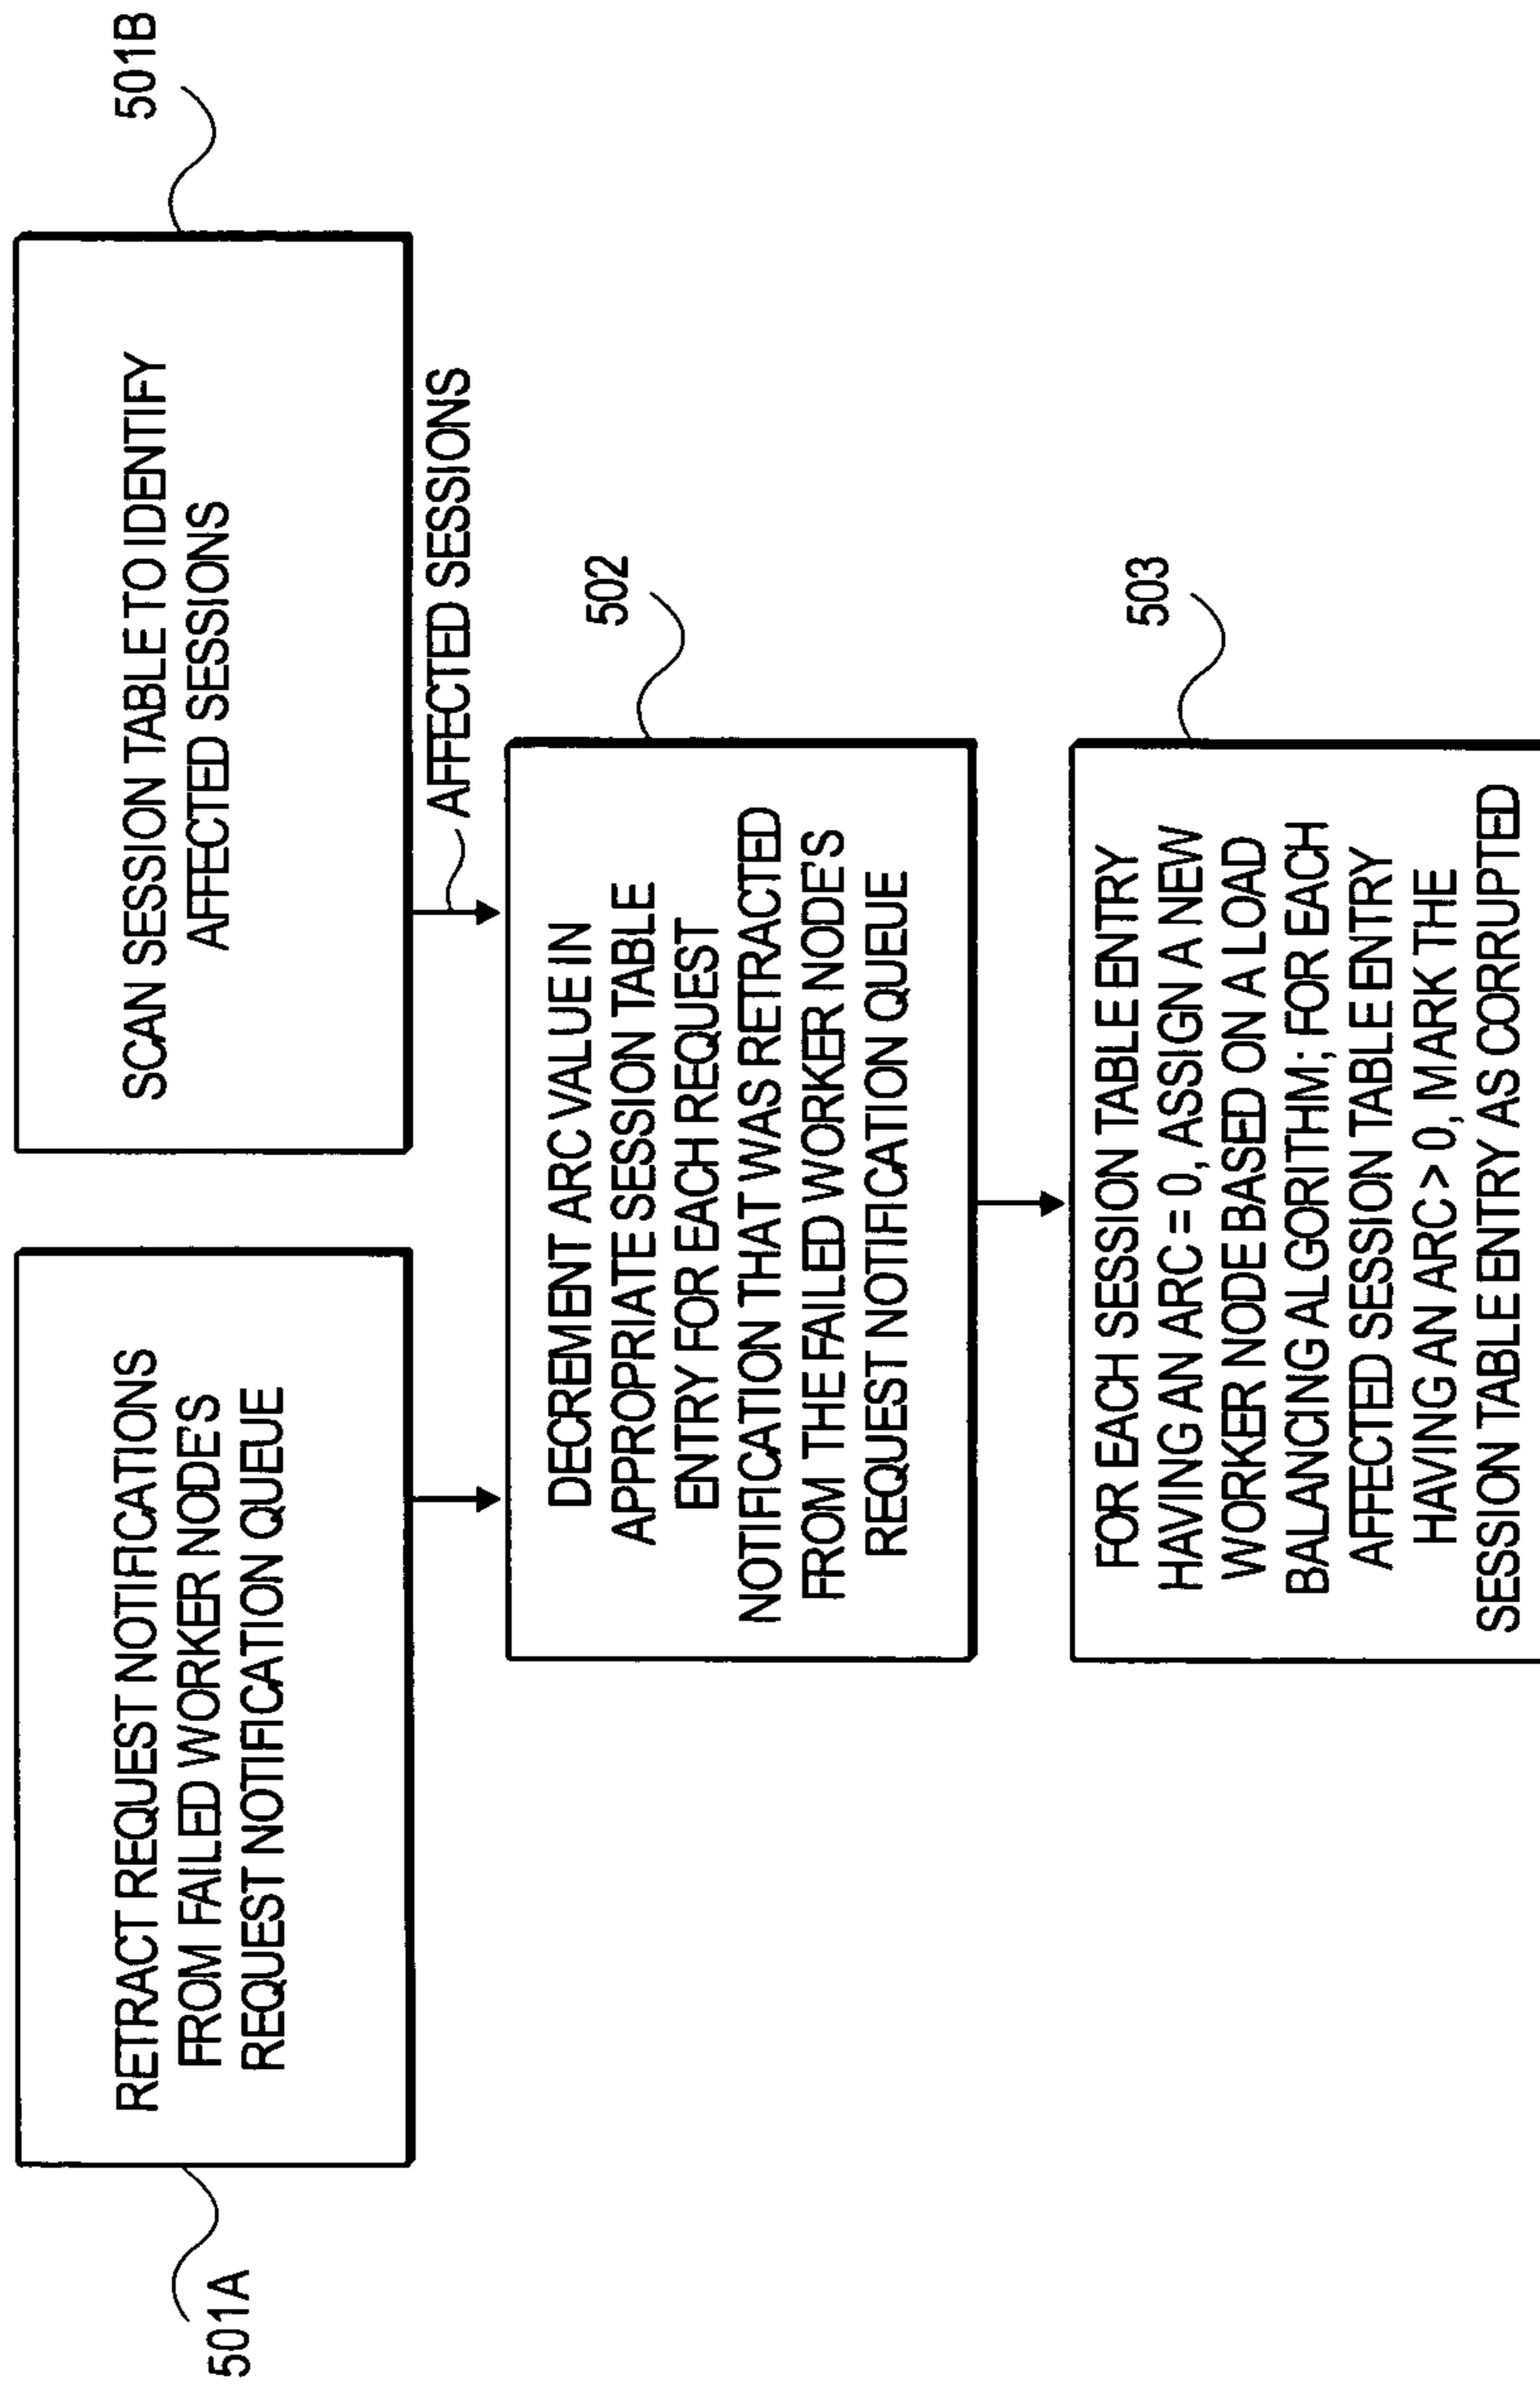 501A
RETRACT REQUEST NOTIFICATIONS
FROM FAILED WORKER NODE'S
REQUEST NOTIFICATION QUEUE
501B
SCAN SESSION TABLE TO IDENTIFY
AFFECTED SESSIONS
AFFECTED SESSIONS
502
DECREMENT ARC VALUE IN
APPROPRIATE SESSION TABLE
ENTRY FOR EACH REQUEST
NOTIFICATION THAT WAS RETRACTED
FROM THE FAILED WORKER NODE'S
REQUEST NOTIFICATION QUEUE
503
FOR EACH SESSION TABLE ENTRY
HAVING AN ARC = 0, ASSIGN A NEW
WORKER NODE BASED ON A LOAD
BALANCING ALGORITHM; FOR EACH
AFFECTED SESSION TABLE ENTRY
HAVING AN ARC > 0, MARK THE
SESSION TABLE ENTRY AS CORRUPTED